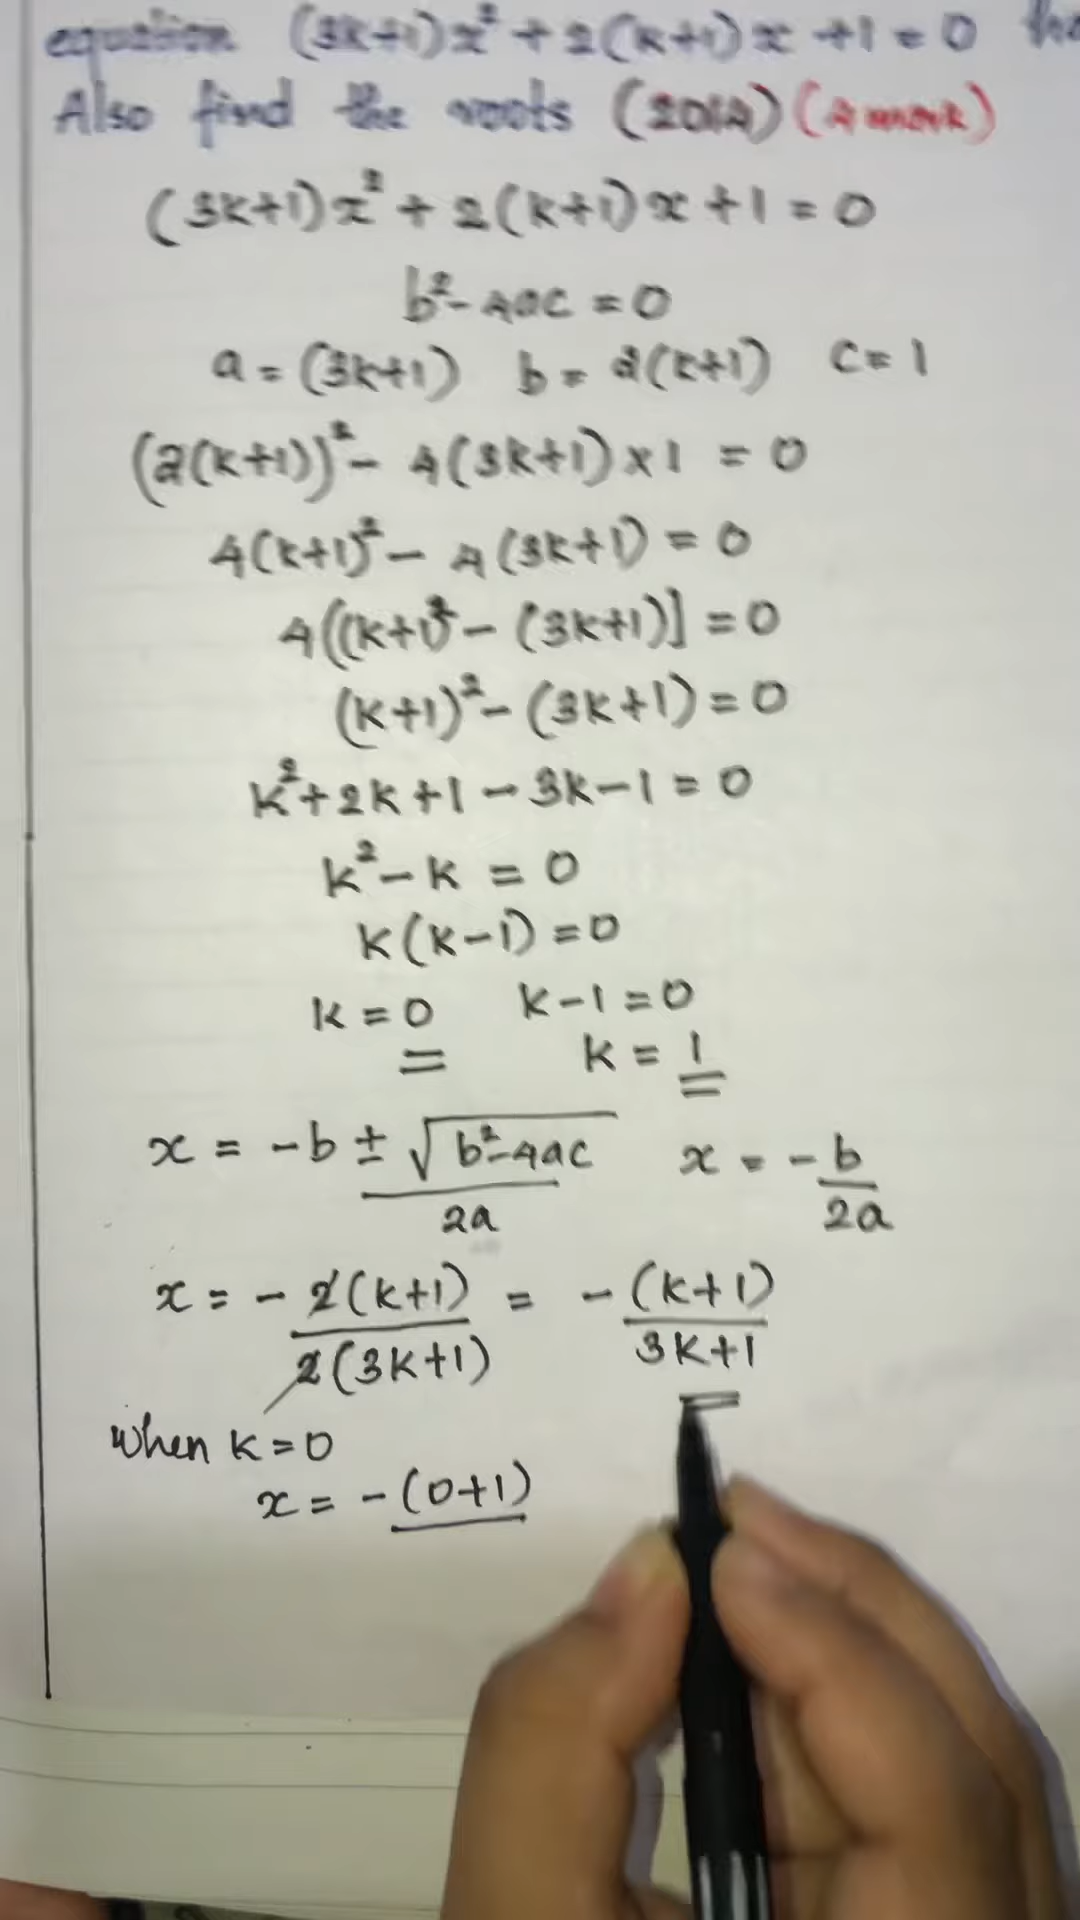 equation (3k+1)x² + 2(k+1)x + 1 = 0
Also find the roots (2014) (4 mark)
(3k+1)x² + 2(k+1)x + 1 = 0
b² - 4ac = 0
a = (3k+1) b = 2(k+1) c = 1
(2(k+1))² - 4(3k+1) × 1 = 0
4(k+1)² - 4(3k+1) = 0
4((k+1)² - (3k+1)] = 0
(k+1)² - (3k+1) = 0
k² + 2k + 1 - 3k - 1 = 0
k² - k = 0
k(k-1) = 0
k = 0 k - 1 = 0
k = 1
x = -b ± √b²-4ac / 2a x = -b / 2a
x = - 2(k+1) / 2(3k+1) = - (k+1) / 3k+1
When k = 0
x = - (0+1)